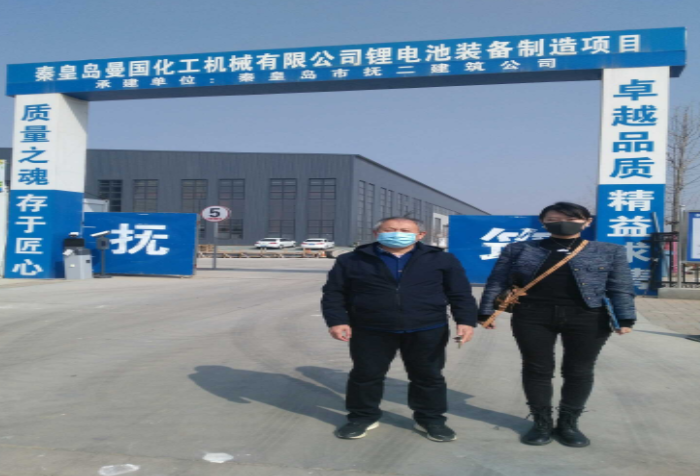 秦皇岛曼国化工机械有限公司锂电池装备制造项目
承建单位：秦皇岛市抚二建筑公司
质量之魂
存于匠心
卓越品质
精益求
5
抚
筑